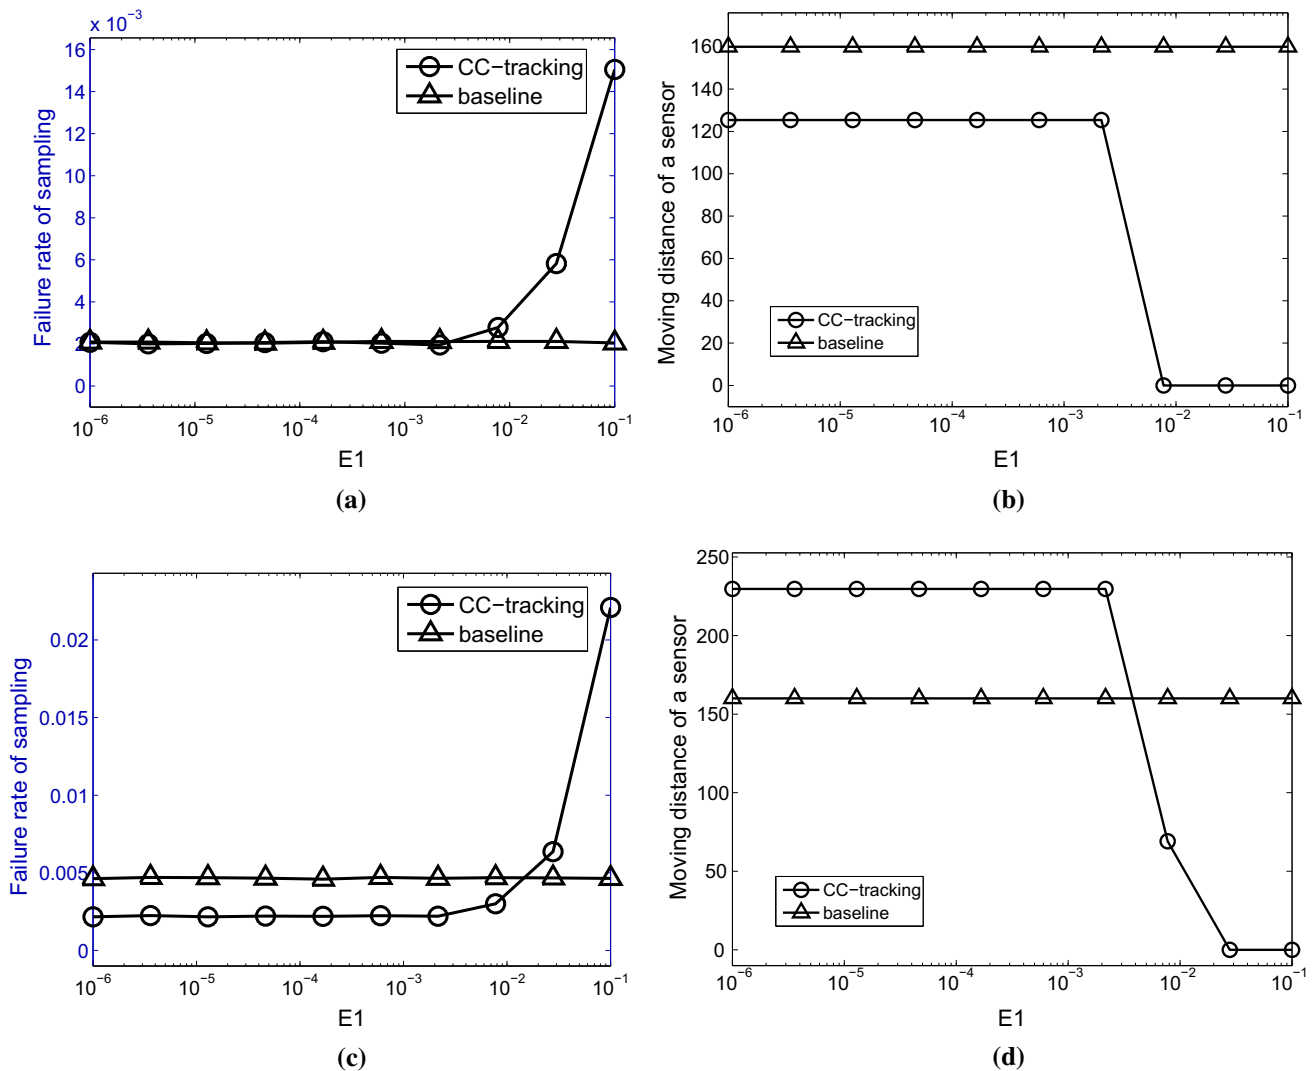 x 10⁻³
16
14
12
10
8
6
4
2
0
Failure rate of sampling
CC−tracking
baseline
10⁻⁶ 10⁻⁵ 10⁻⁴ 10⁻³ 10⁻² 10⁻¹
E1
(a)
160
140
120
100
80
60
40
20
0
Moving distance of a sensor
CC−tracking
baseline
10⁻⁶ 10⁻⁵ 10⁻⁴ 10⁻³ 10⁻² 10⁻¹
E1
(b)
0.02
0.015
0.01
0.005
0
Failure rate of sampling
CC−tracking
baseline
10⁻⁶ 10⁻⁵ 10⁻⁴ 10⁻³ 10⁻² 10⁻¹
E1
(c)
250
200
150
100
50
0
Moving distance of a sensor
CC−tracking
baseline
10⁻⁶ 10⁻⁵ 10⁻⁴ 10⁻³ 10⁻² 10⁻¹
E1
(d)